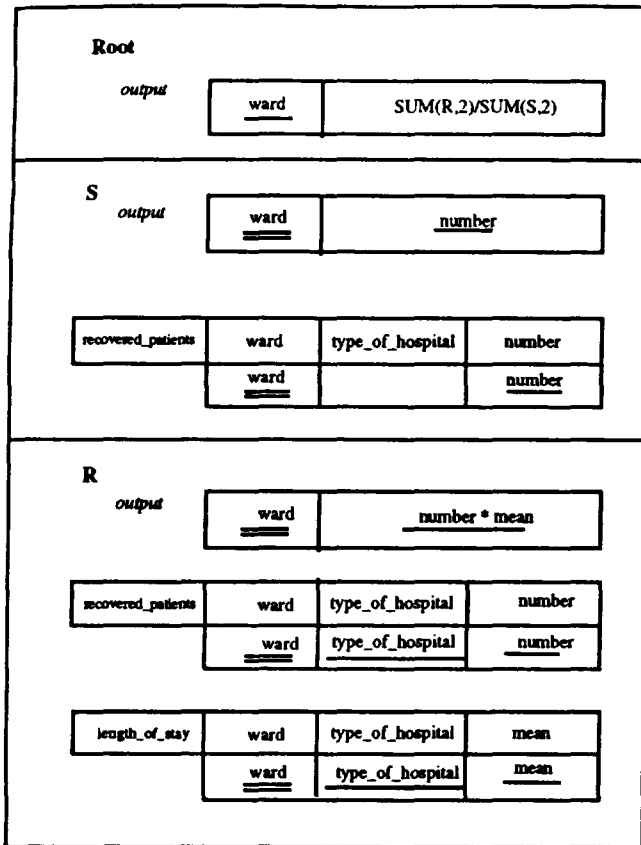 Root
output
ward SUM(R,2)/SUM(S,2)
S
output
ward number
recovered_patients ward type_of_hospital number
ward number
R
output
ward number * mean
recovered_patients ward type_of_hospital number
ward type_of_hospital number
length_of_stay ward type_of_hospital mean
ward type_of_hospital mean